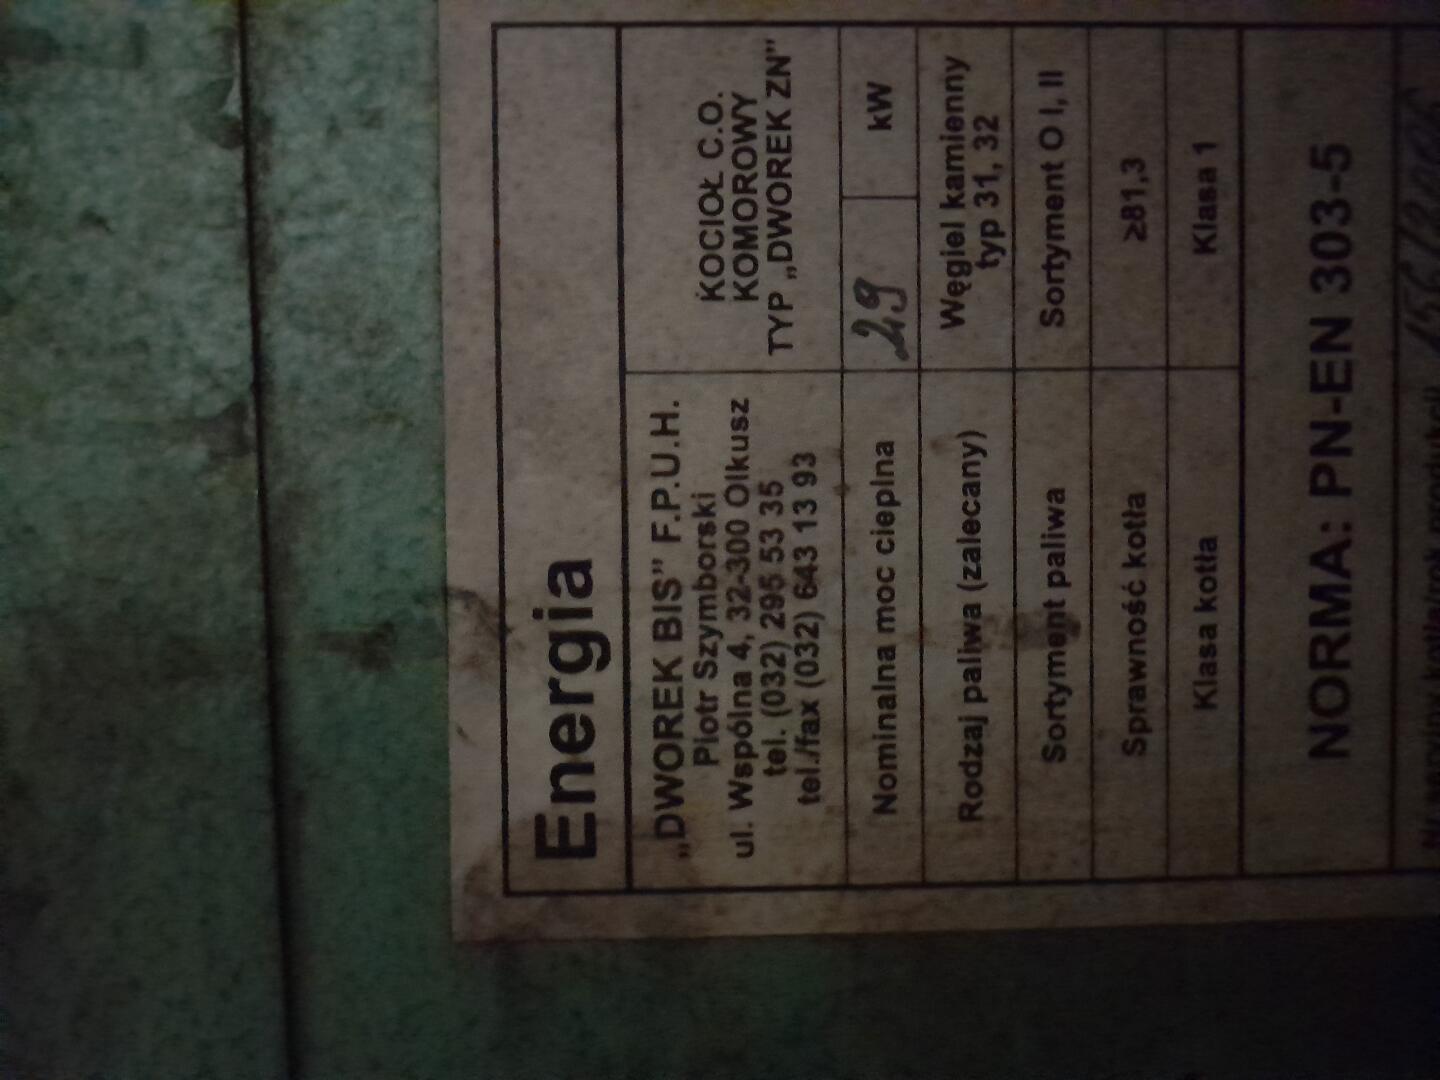 Energia
„DWOREK BIS” F.P.U.H.
Piotr Szymborski
ul. Wspólna 4, 32-300 Olkusz
tel. (032) 295 53 35
tel./fax (032) 643 13 93
KOCIOŁ C.O.
KOMOROWY
TYP „DWOREK ZN”
Nominalna moc cieplna 29 kW
Rodzaj paliwa (zalecany) Węgiel kamienny
typ 31, 32
Sortyment paliwa Sortyment O I, II
Sprawność kotła ≥81,3
Klasa kotła Klasa 1
NORMA: PN-EN 303-5